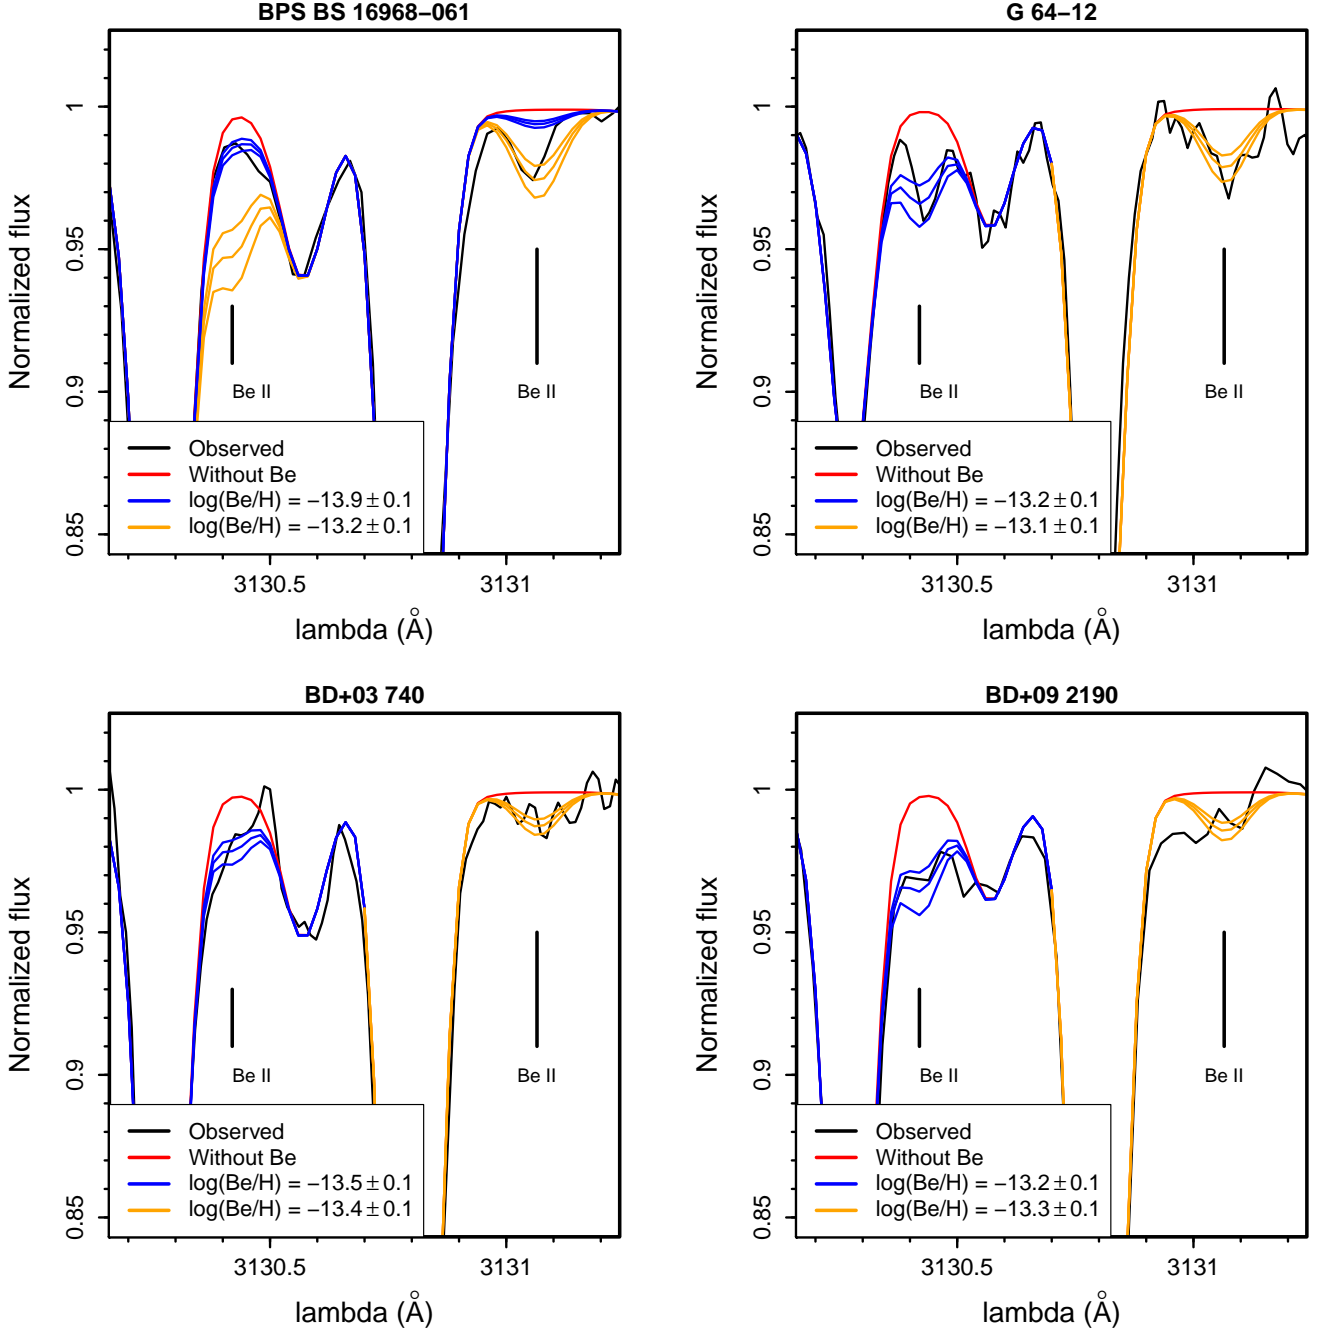 BPS BS 16968−061
Normalized flux
1
0.95
0.9
0.85
Be II
Be II
Observed
Without Be
log(Be/H) = −13.9 ± 0.1
log(Be/H) = −13.2 ± 0.1
3130.5
3131
lambda (Å)
G 64−12
Normalized flux
1
0.95
0.9
0.85
Be II
Be II
Observed
Without Be
log(Be/H) = −13.2 ± 0.1
log(Be/H) = −13.1 ± 0.1
3130.5
3131
lambda (Å)
BD+03 740
Normalized flux
1
0.95
0.9
0.85
Be II
Be II
Observed
Without Be
log(Be/H) = −13.5 ± 0.1
log(Be/H) = −13.4 ± 0.1
3130.5
3131
lambda (Å)
BD+09 2190
Normalized flux
1
0.95
0.9
0.85
Be II
Be II
Observed
Without Be
log(Be/H) = −13.2 ± 0.1
log(Be/H) = −13.3 ± 0.1
3130.5
3131
lambda (Å)